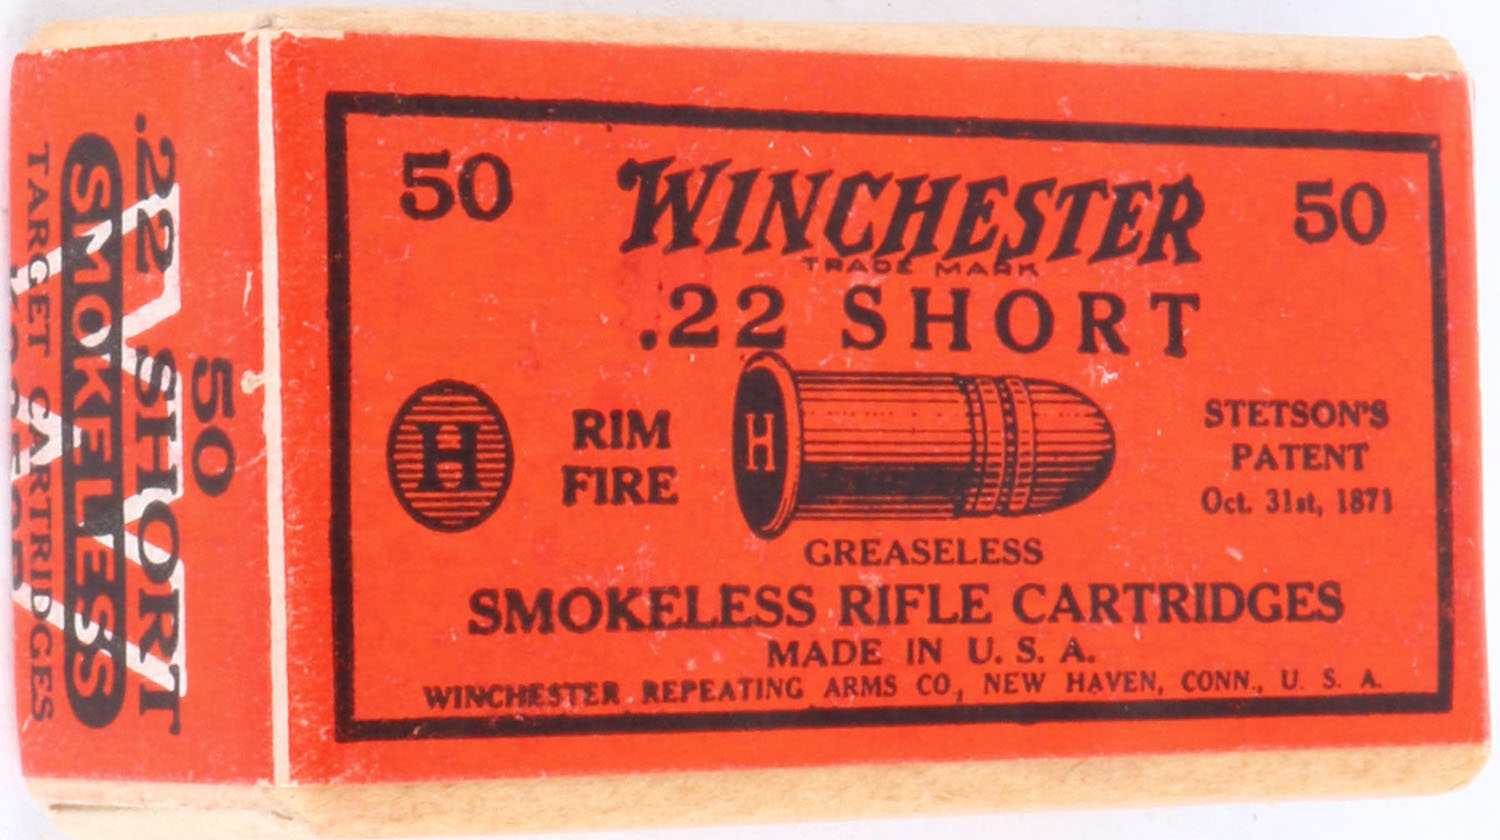 50 WINCHESTER 50
TRADE MARK
.22 SHORT
H
RIM
FIRE
H
STETSON'S
PATENT
Oct. 31st, 1871
GREASELESS
SMOKELESS RIFLE CARTRIDGES
MADE IN U. S. A.
WINCHESTER REPEATING ARMS CO., NEW HAVEN, CONN., U. S. A.
50
.22 SHORT
SMOKELESS
TARGET CARTRIDGES